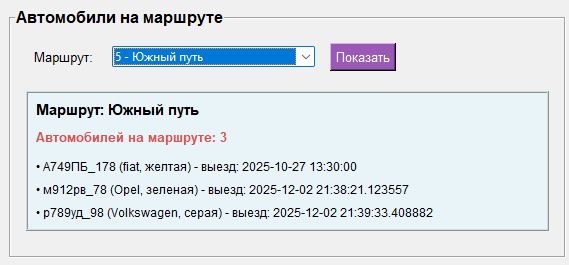 Автомобили на маршруте
Маршрут: 5 - Южный путь Показать
Маршрут: Южный путь
Автомобилей на маршруте: 3
• А749ПБ_178 (fiat, желтая) - выезд: 2025-10-27 13:30:00
• м912рв_78 (Opel, зеленая) - выезд: 2025-12-02 21:38:21.123557
• р789уд_98 (Volkswagen, серая) - выезд: 2025-12-02 21:39:33.408882